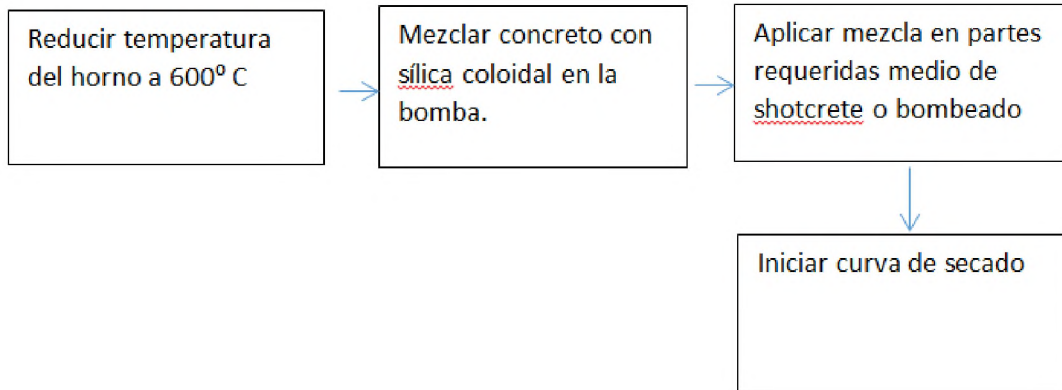 Reducir temperatura
del horno a 600⁰ C
Mezclar concreto con
sílica coloidal en la
bomba.
Aplicar mezcla en partes
requeridas medio de
shotcrete o bombeado
Iniciar curva de secado